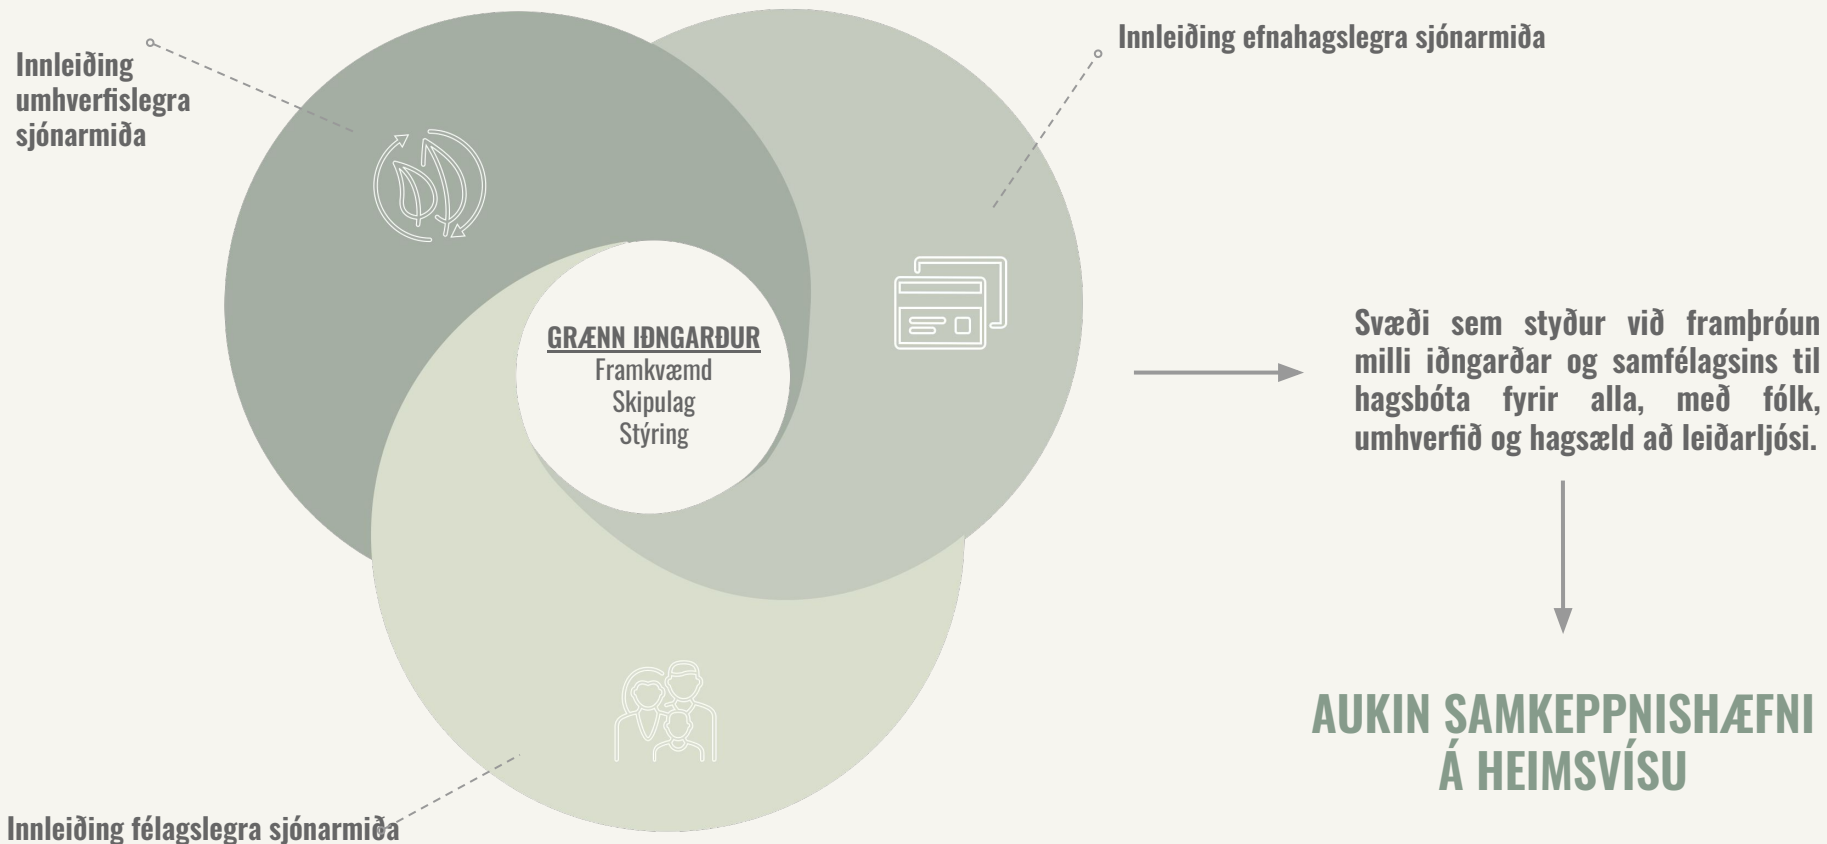 Innleiðing
umhverfislegra
sjónarmiða
Innleiðing efnahagslegra sjónarmiða
GRÆNN IÐNGARÐUR
Framkvæmd
Skipulag
Stýring
Svæði sem styður við framþróun
milli iðngarðar og samfélagsins til
hagsbóta fyrir alla, með fólk,
umhverfið og hagsæld að leiðarljósi.
AUKIN SAMKEPPNISHÆFNI
Á HEIMSVÍSU
Innleiðing félagslegra sjónarmiða